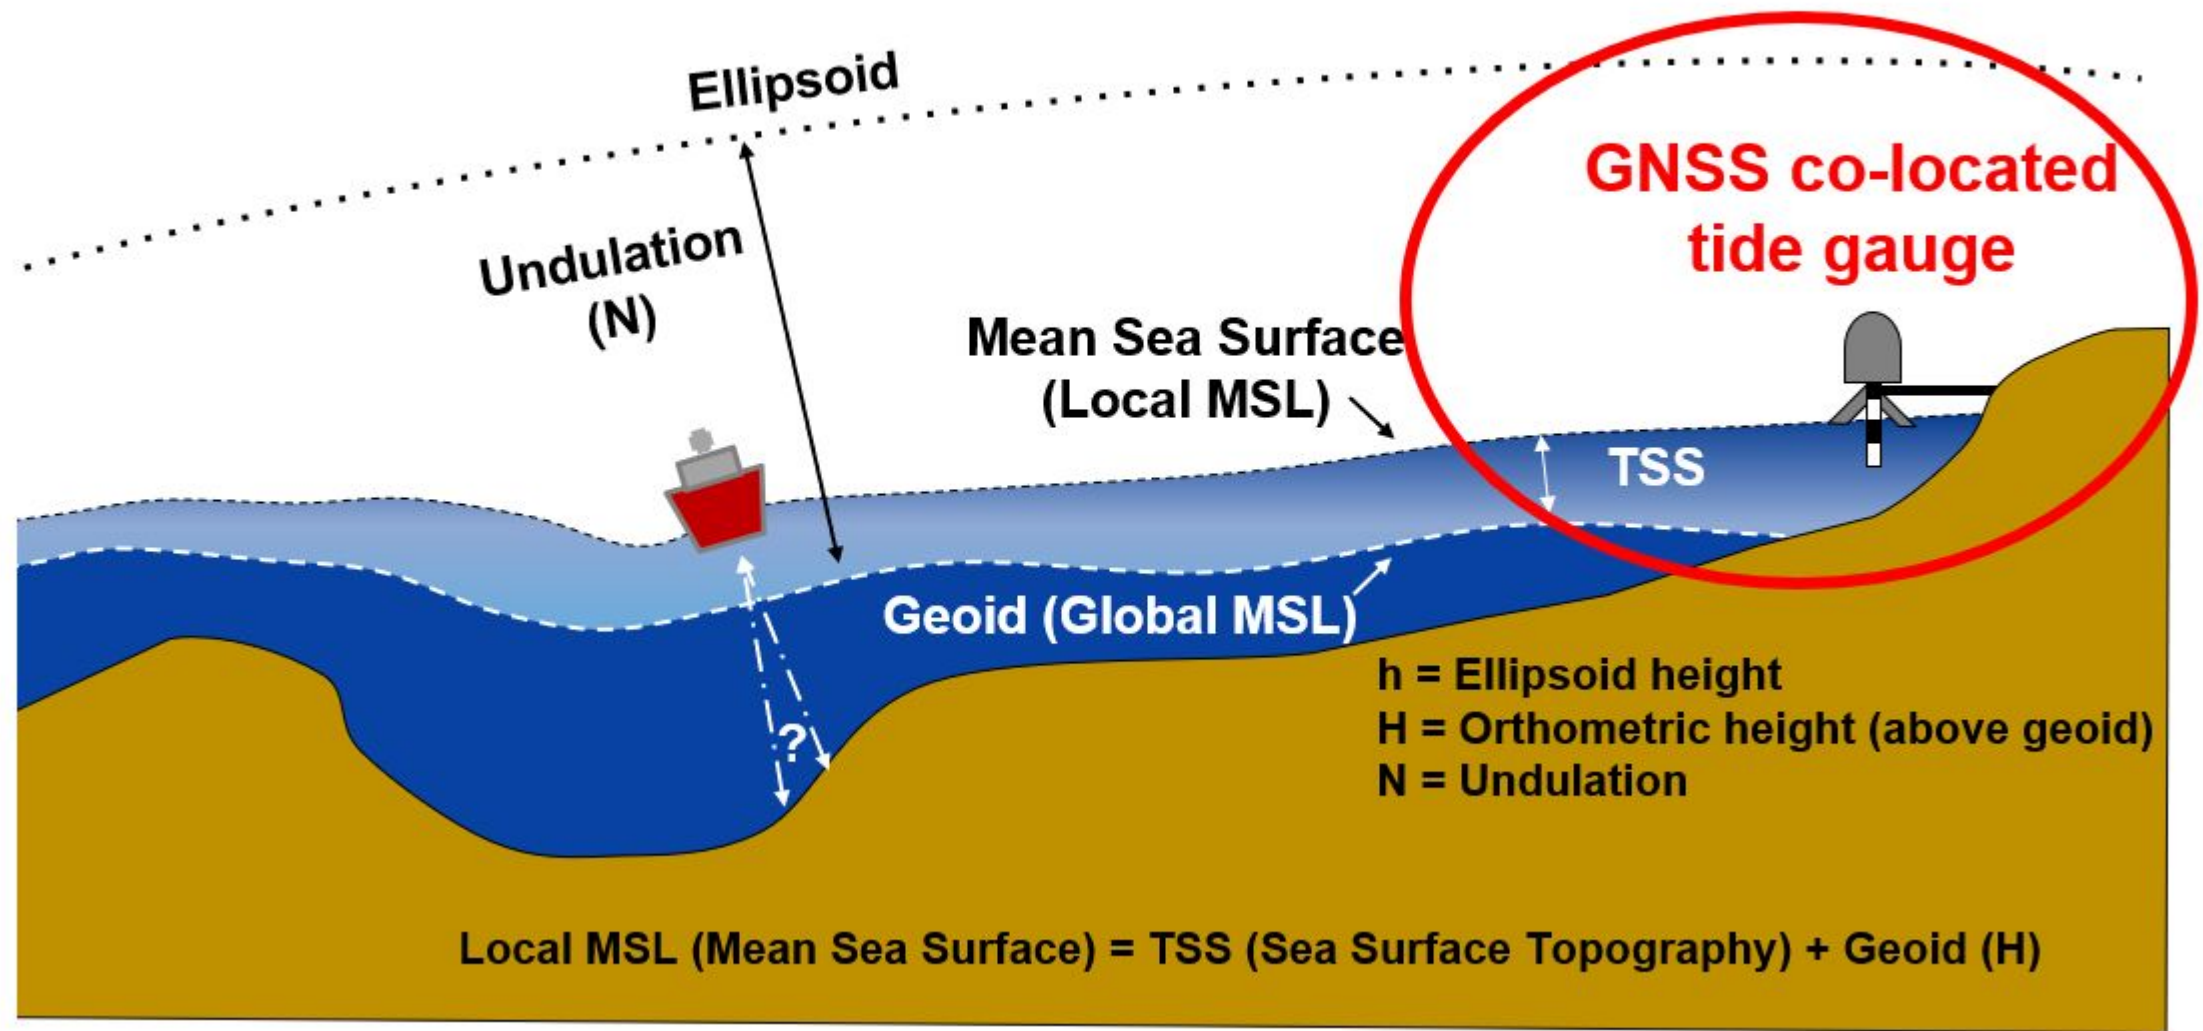 Ellipsoid
Undulation
(N)
GNSS co-located
tide gauge
Mean Sea Surface
(Local MSL)
TSS
Geoid (Global MSL)
?
h = Ellipsoid height
H = Orthometric height (above geoid)
N = Undulation
Local MSL (Mean Sea Surface) = TSS (Sea Surface Topography) + Geoid (H)